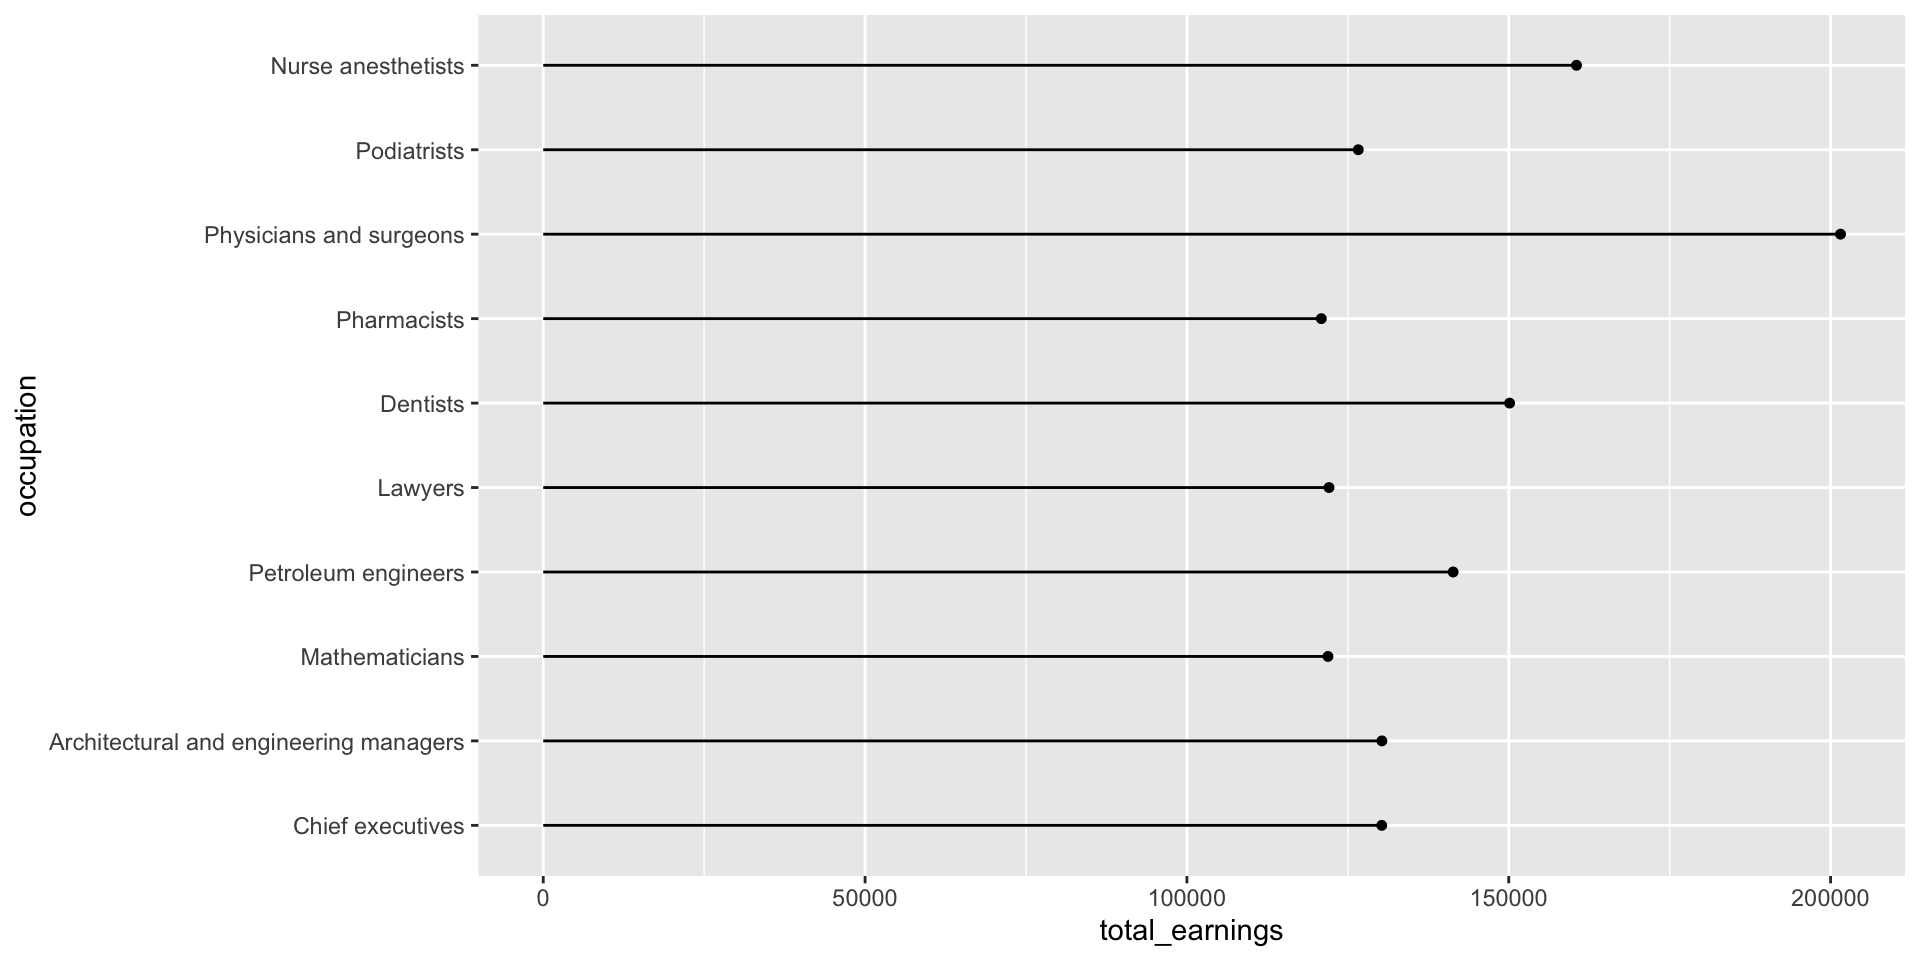 Nurse anesthetists
Podiatrists
Physicians and surgeons
Pharmacists
Dentists
Lawyers
Petroleum engineers
Mathematicians
Architectural and engineering managers
Chief executives
occupation
0 50000 100000 150000 200000
total_earnings